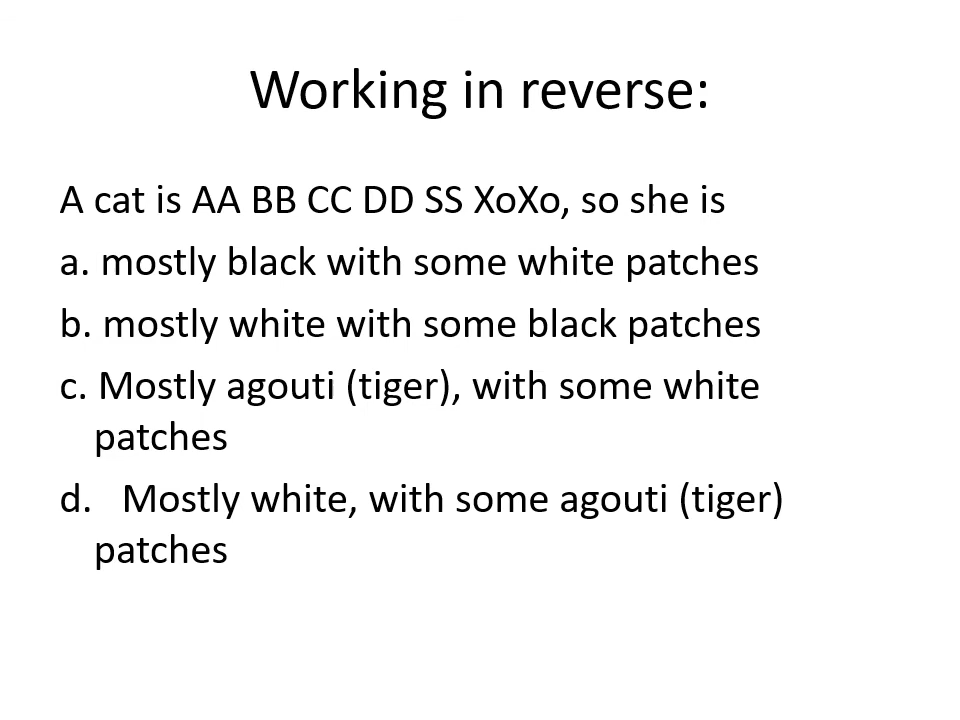 Working in reverse:
A cat is AA BB CC DD SS XoXo, so she is
a. mostly black with some white patches
b. mostly white with some black patches
c. Mostly agouti (tiger), with some white
patches
d. Mostly white, with some agouti (tiger)
patches